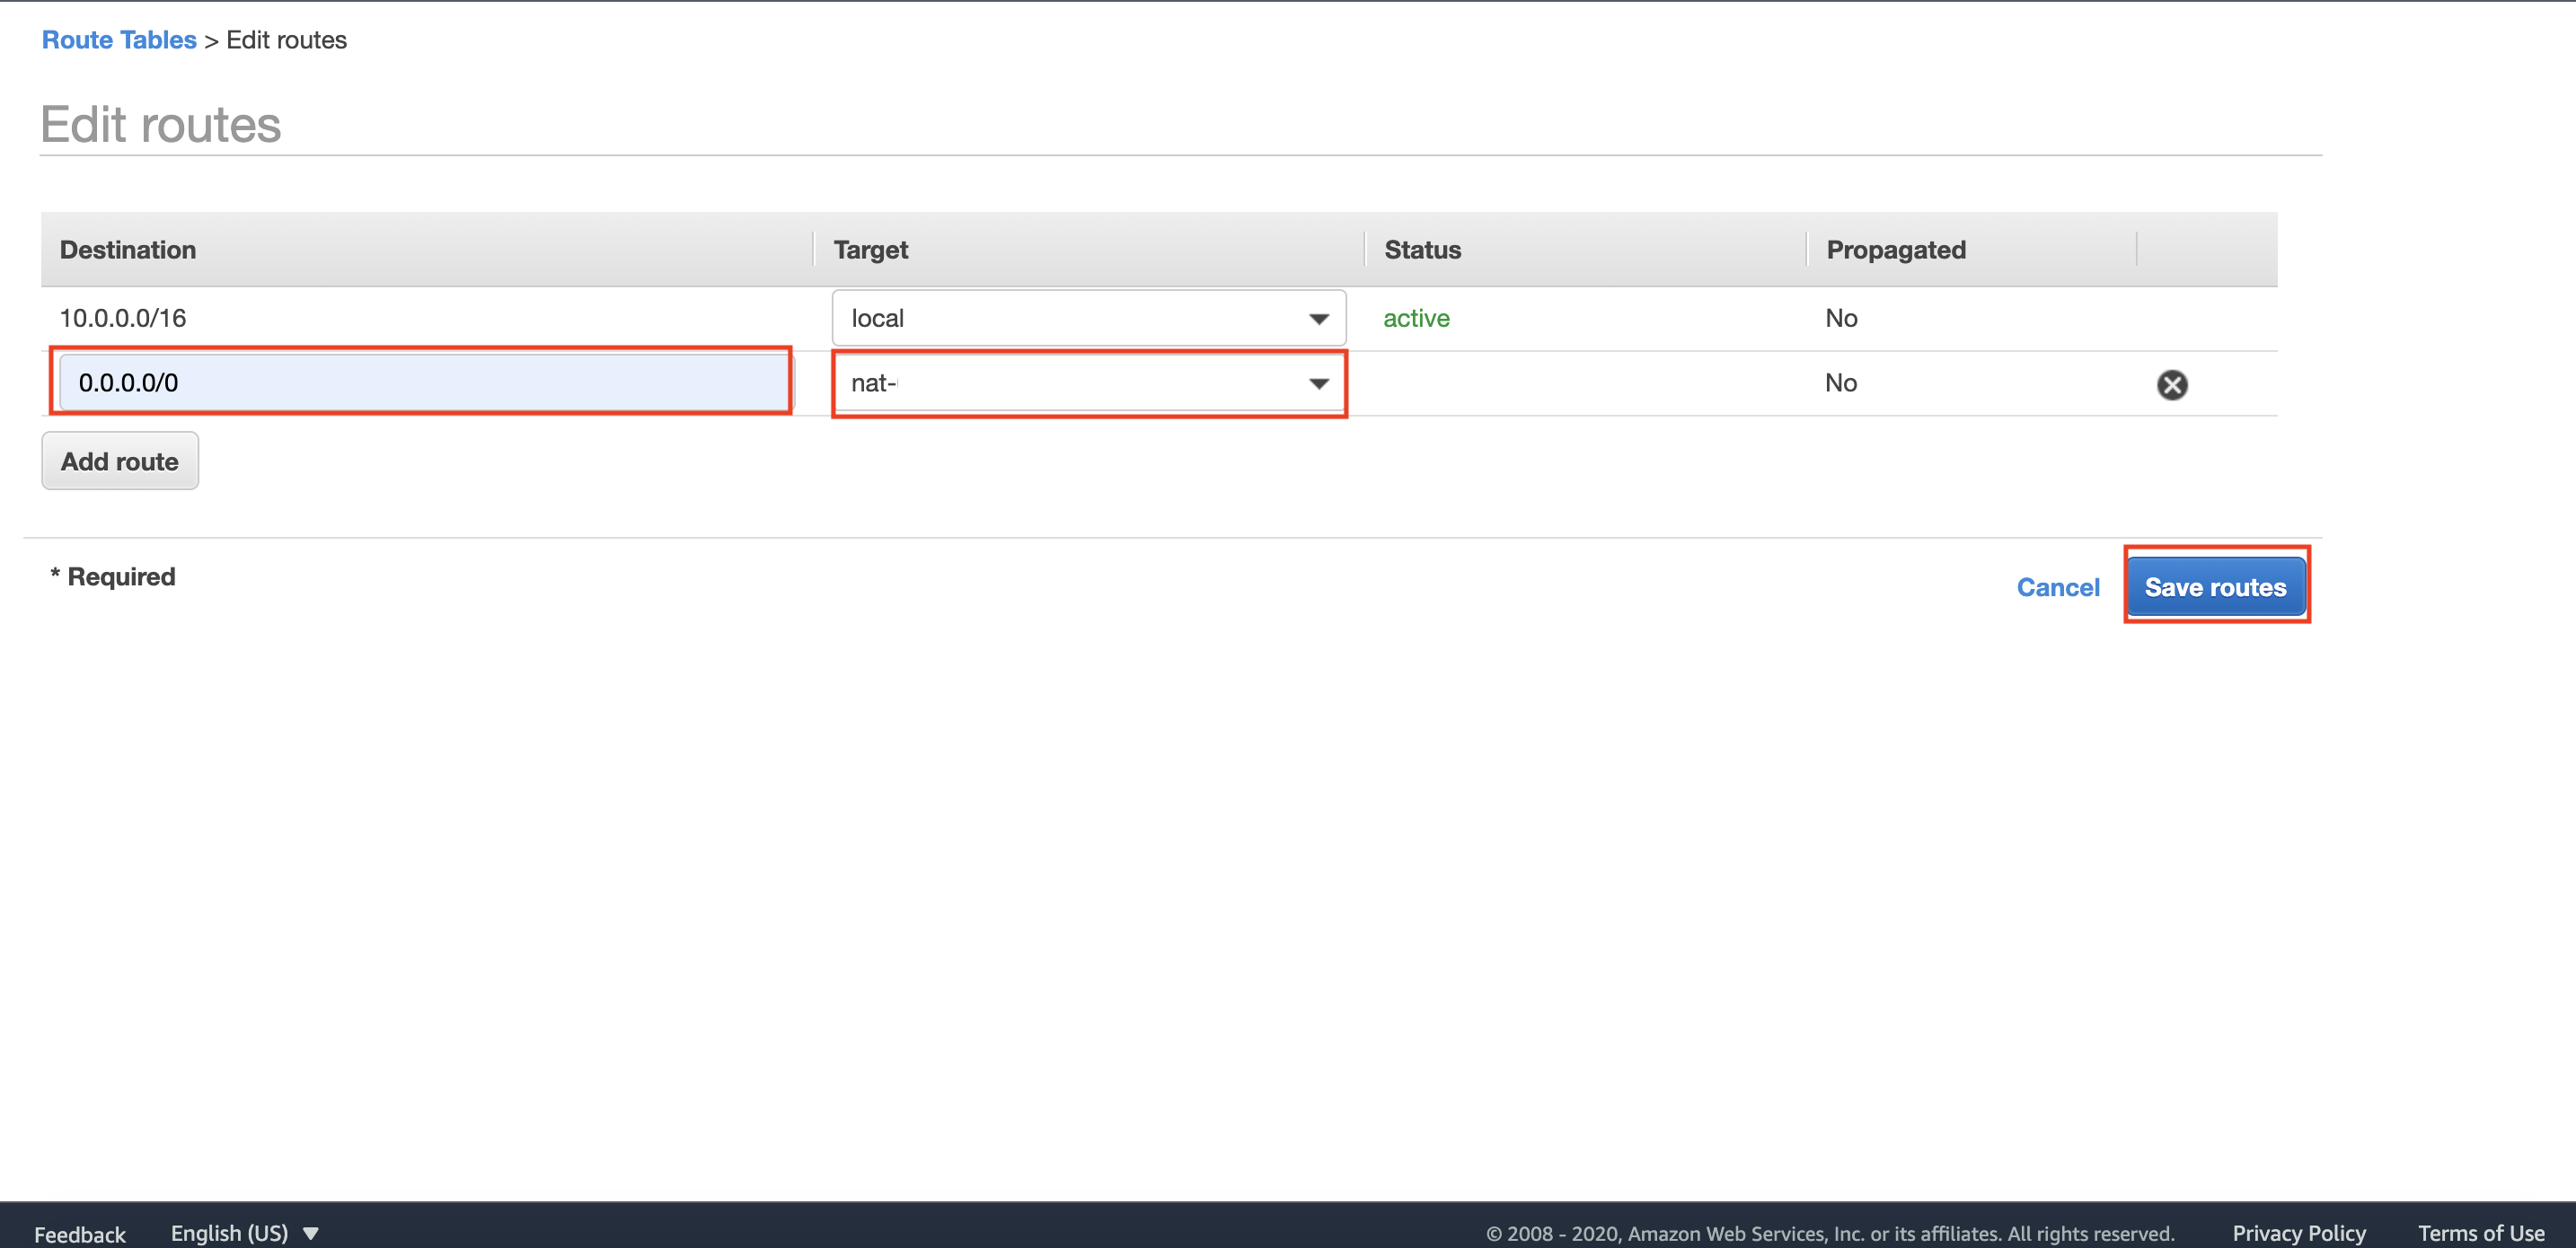 Route Tables > Edit routes
Edit routes
Destination Target Status Propagated
10.0.0.0/16 local active No
0.0.0.0/0 nat- No
Add route
* Required
Cancel Save routes
Feedback English (US) © 2008 - 2020, Amazon Web Services, Inc. or its affiliates. All rights reserved. Privacy Policy Terms of Use